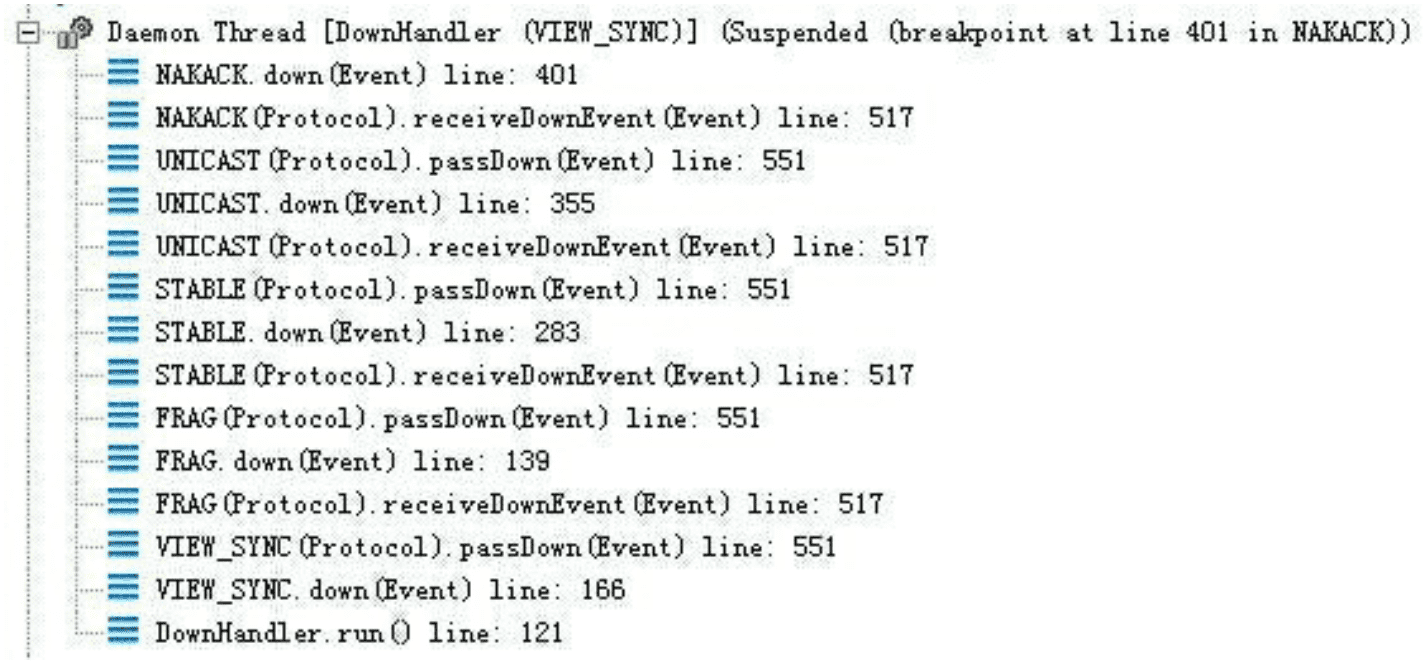 Daemon Thread [DownHandler (VIEW_SYNC)] (Suspended (breakpoint at line 401 in NAKACK))
NAKACK.down(Event) line: 401
NAKACK(Protocol).receiveDownEvent(Event) line: 517
UNICAST(Protocol).passDown(Event) line: 551
UNICAST.down(Event) line: 355
UNICAST(Protocol).receiveDownEvent(Event) line: 517
STABLE(Protocol).passDown(Event) line: 551
STABLE.down(Event) line: 283
STABLE(Protocol).receiveDownEvent(Event) line: 517
FRAG(Protocol).passDown(Event) line: 551
FRAG.down(Event) line: 139
FRAG(Protocol).receiveDownEvent(Event) line: 517
VIEW_SYNC(Protocol).passDown(Event) line: 551
VIEW_SYNC.down(Event) line: 166
DownHandler.run() line: 121